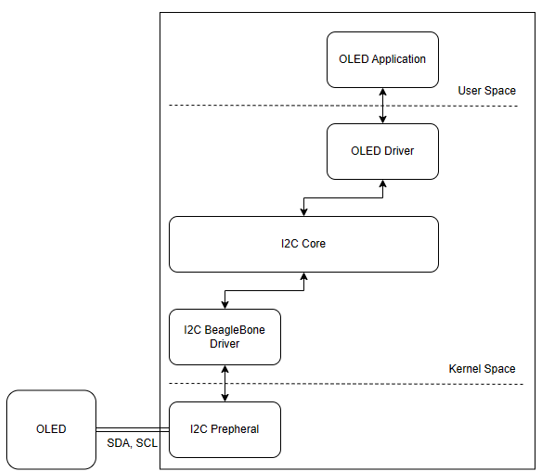 OLED Application
User Space
OLED Driver
I2C Core
I2C BeagleBone
Driver
Kernel Space
OLED
SDA, SCL
I2C Prepheral